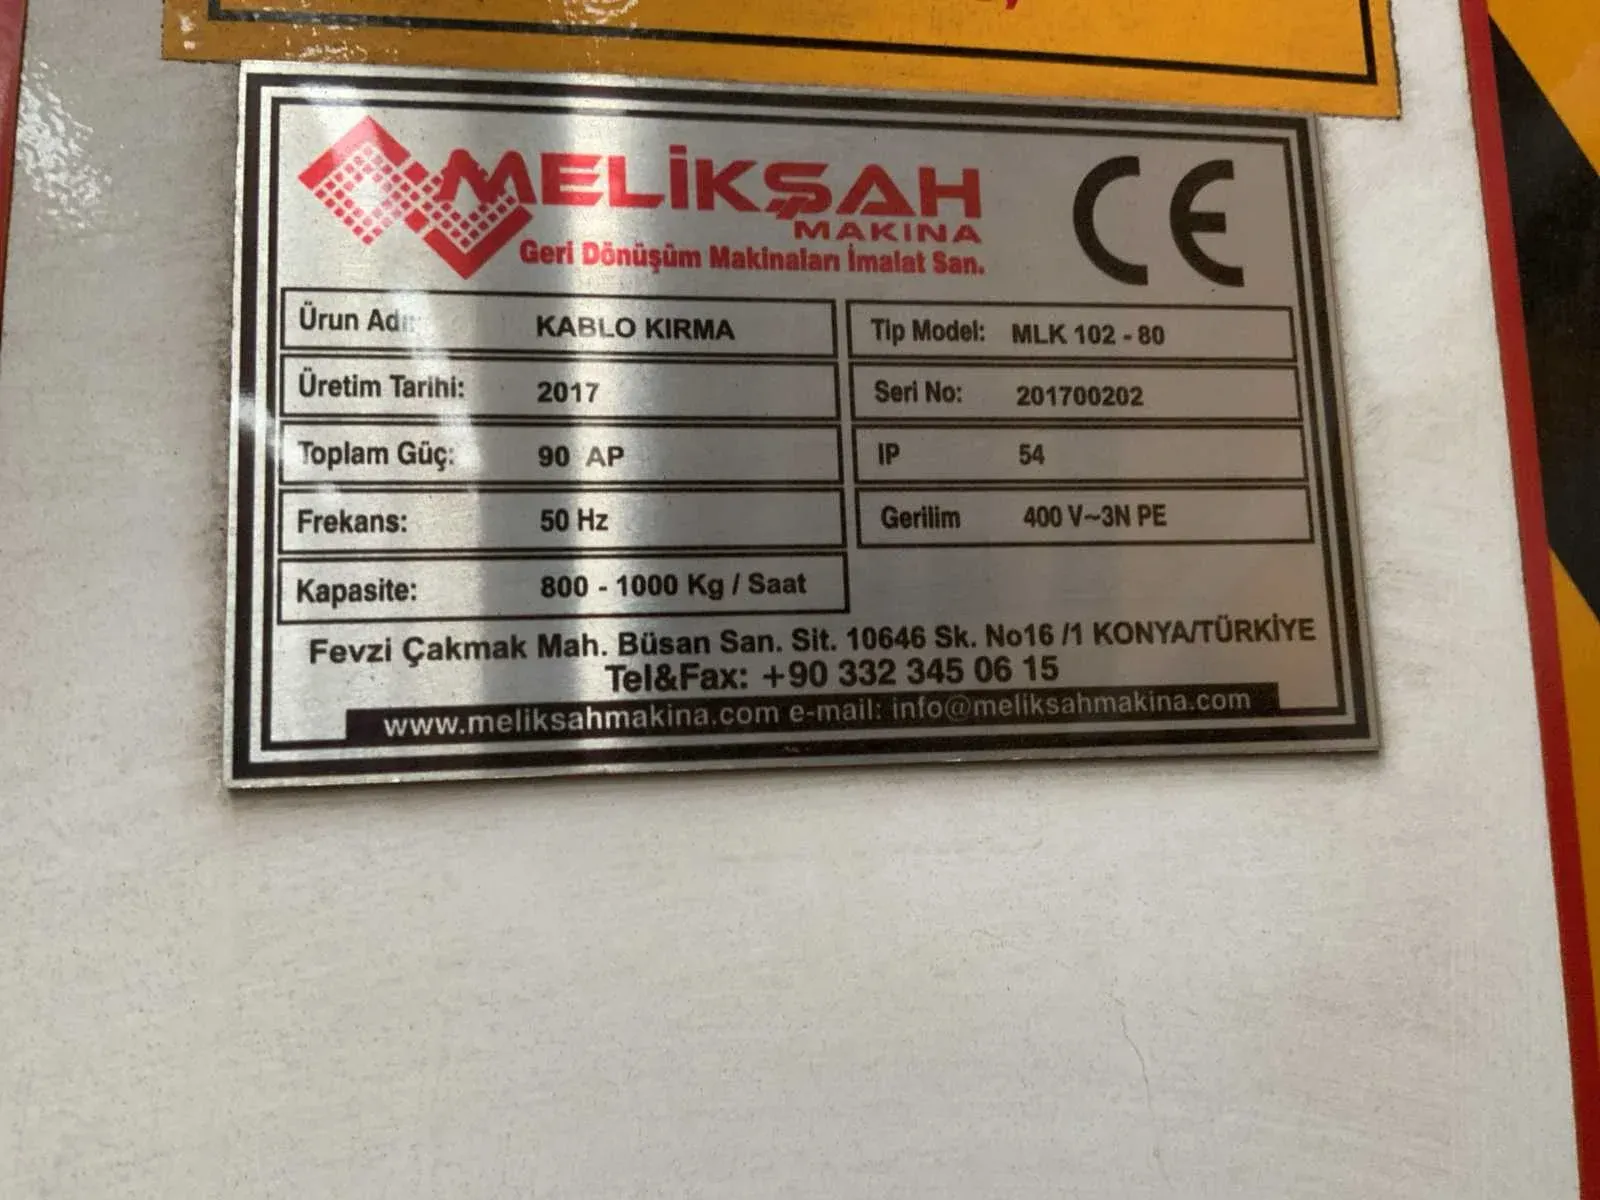 MELİKŞAH
MAKINA
Geri Dönüşüm Makinaları İmalat San.
CE
Ürun Adı: KABLO KIRMA
Tip Model: MLK 102 - 80
Üretim Tarihi: 2017
Seri No: 201700202
Toplam Güç: 90 AP
IP 54
Frekans: 50 Hz
Gerilim 400 V~3N PE
Kapasite: 800 - 1000 Kg / Saat
Fevzi Çakmak Mah. Büsan San. Sit. 10646 Sk. No16 /1 KONYA/TÜRKİYE
Tel&Fax: +90 332 345 06 15
www.meliksahmakina.com e-mail: info@meliksahmakina.com